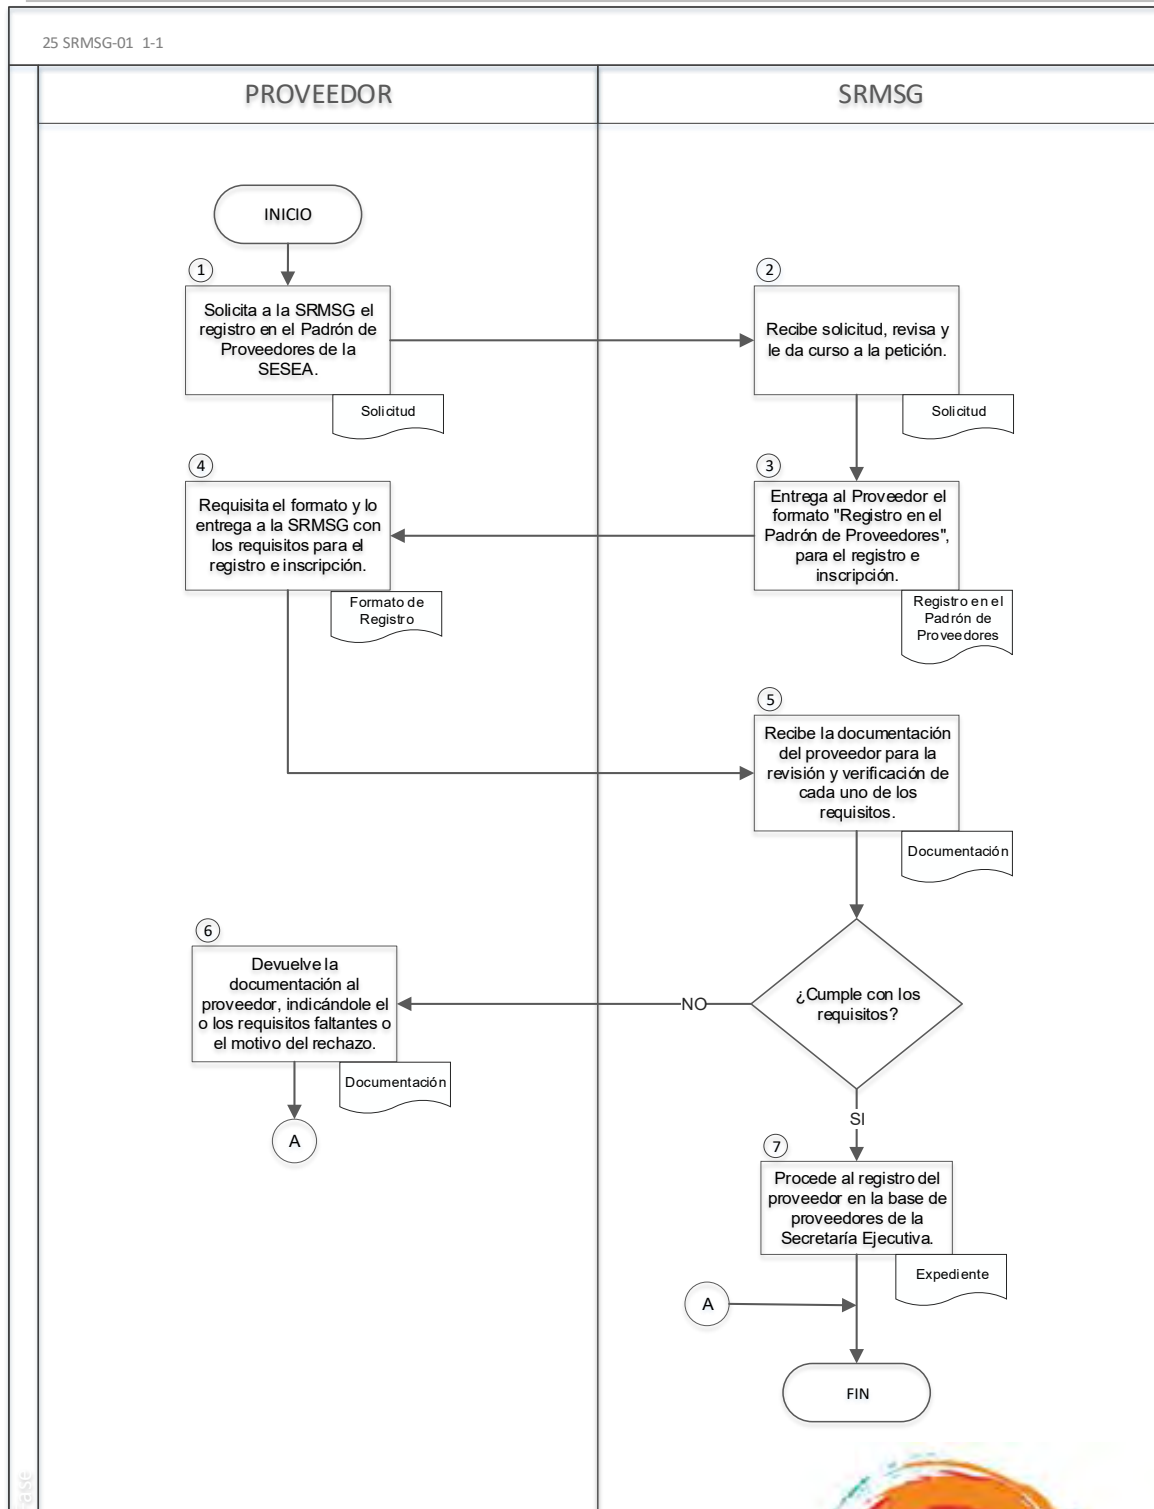 25 SRMSG-01 1-1
PROVEEDOR
SRMSG
INICIO
1
Solicita a la SRMSG el
registro en el Padrón de
Proveedores de la
SESEA.
Solicitud
2
Recibe solicitud, revisa y
le da curso a la petición.
Solicitud
4
Requisita el formato y lo
entrega a la SRMSG con
los requisitos para el
registro e inscripción.
Formato de
Registro
3
Entrega al Proveedor el
formato "Registro en el
Padrón de Proveedores",
para el registro e
inscripción.
Registro en el
Padrón de
Proveedores
5
Recibe la documentación
del proveedor para la
revisión y verificación de
cada uno de los
requisitos.
Documentación
6
Devuelve la
documentación al
proveedor, indicándole el
o los requisitos faltantes o
el motivo del rechazo.
Documentación
A
NO
¿Cumple con los
requisitos?
SI
7
Procede al registro del
proveedor en la base de
proveedores de la
Secretaría Ejecutiva.
Expediente
A
FIN